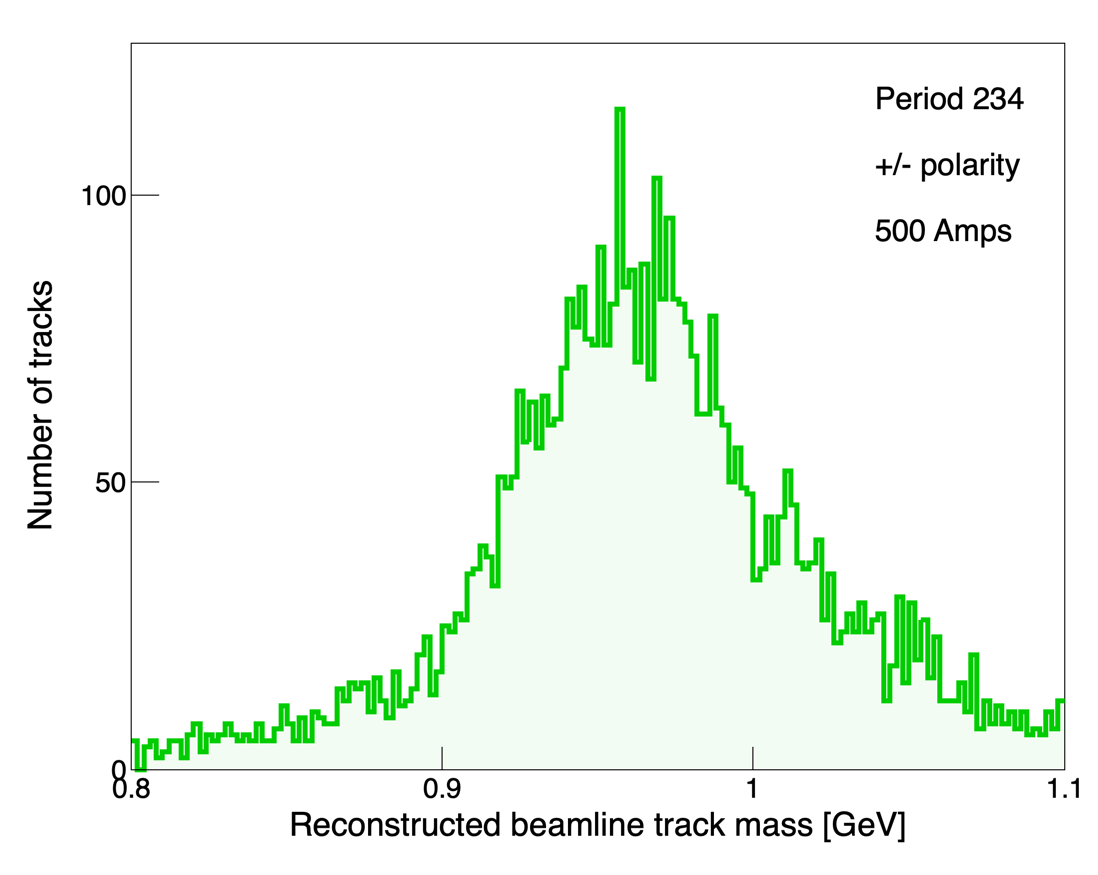 Period 234
+/- polarity
500 Amps
100
50
0
Number of tracks
0.8 0.9 1 1.1
Reconstructed beamline track mass [GeV]